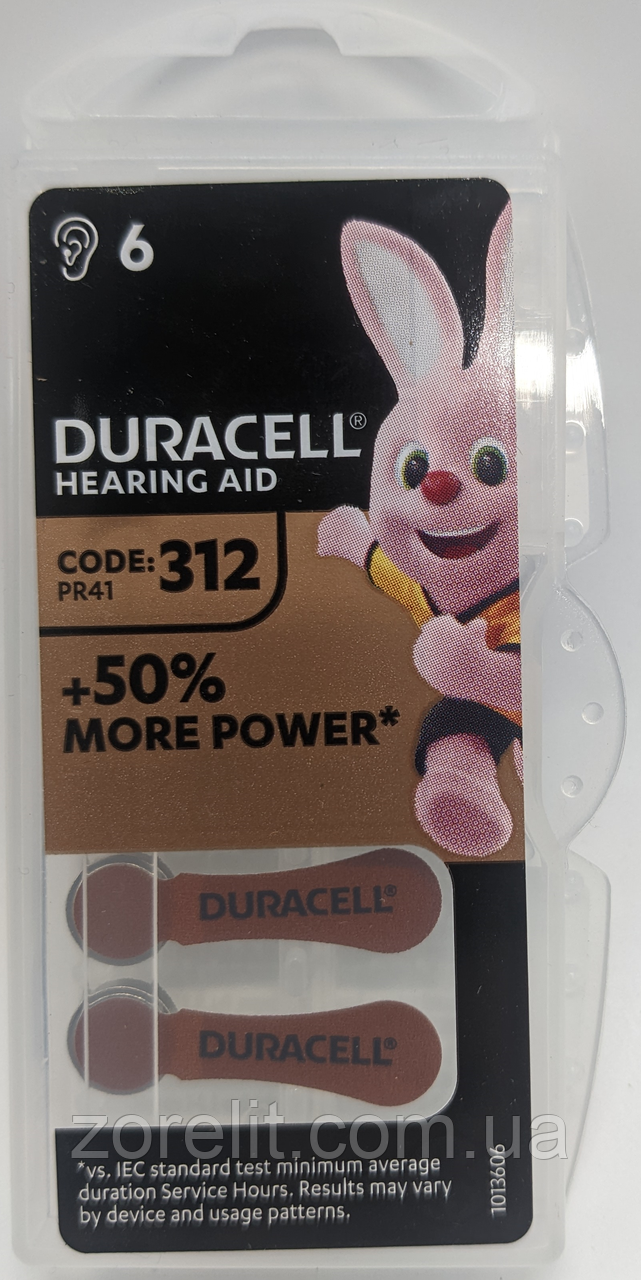 6
DURACELL®
HEARING AID
CODE: 312
PR41
+50%
MORE POWER*
DURACELL®
DURACELL®
zorelit.com.ua
*vs. IEC standard test minimum average
duration Service Hours. Results may vary
by device and usage patterns.
1013606